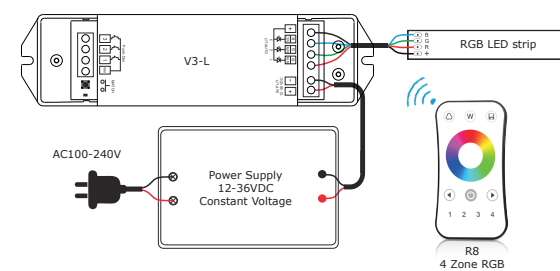 V3-L
B
G
R
+
RGB LED strip
AC100-240V
Power Supply
12-36VDC
Constant Voltage
W
1 2 3 4
R8
4 Zone RGB